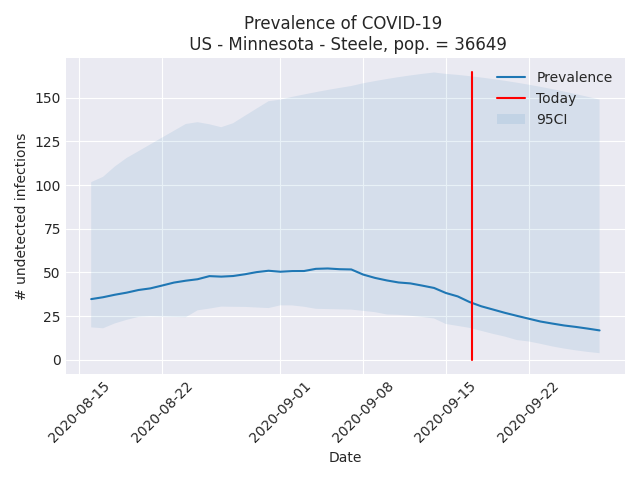 Prevalence of COVID-19
US - Minnesota - Steele, pop. = 36649
Prevalence
Today
95CI
# undetected infections
150
125
100
75
50
25
0
2020-08-15
2020-08-22
2020-09-01
2020-09-08
2020-09-15
2020-09-22
Date